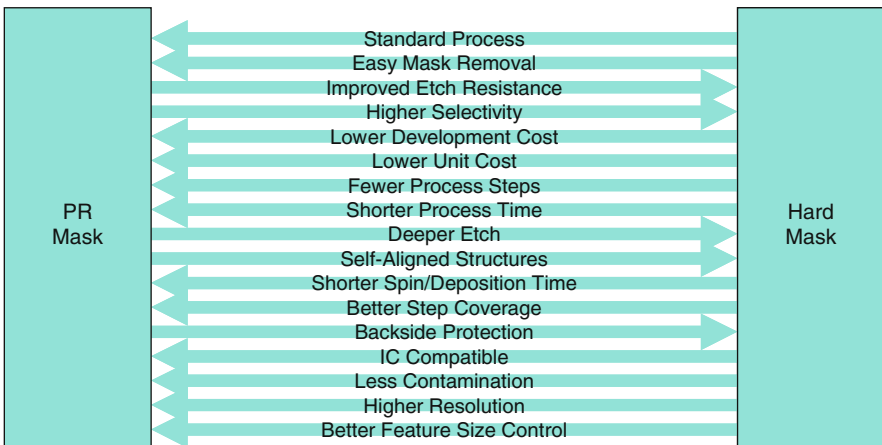 Standard Process
Easy Mask Removal
Improved Etch Resistance
Higher Selectivity
Lower Development Cost
Lower Unit Cost
Fewer Process Steps
Shorter Process Time
PR
Mask
Deeper Etch
Hard
Mask
Self-Aligned Structures
Shorter Spin/Deposition Time
Better Step Coverage
Backside Protection
IC Compatible
Less Contamination
Higher Resolution
Better Feature Size Control